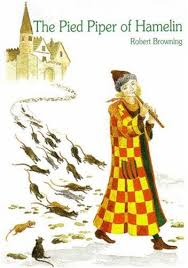 The Pied Piper of Hamelin
Robert Browning